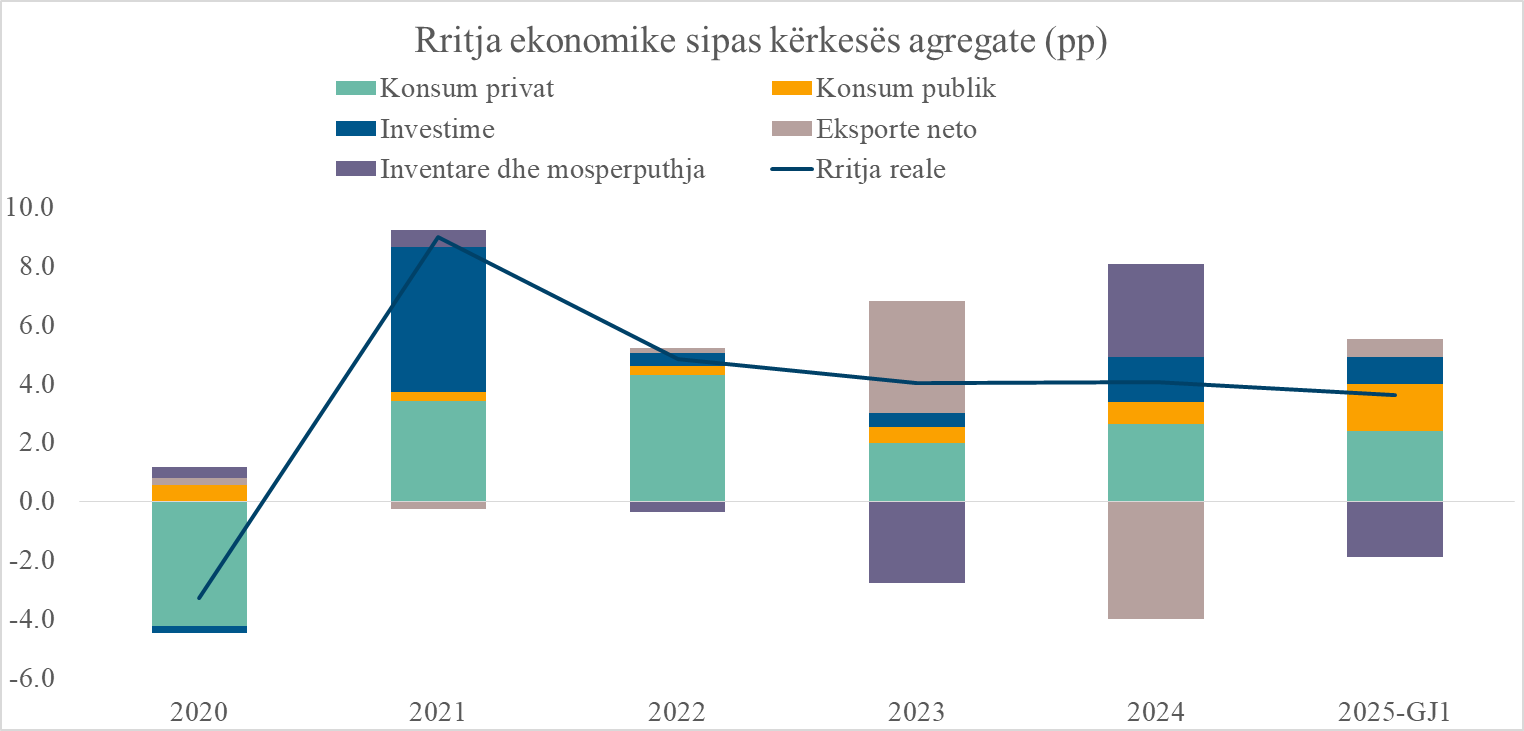 Rritja ekonomike sipas kërkesës agregate (pp)
Konsum privat
Konsum publik
Investime
Eksporte neto
Inventare dhe mosperputhja
Rritja reale
10.0
8.0
6.0
4.0
2.0
0.0
-2.0
-4.0
-6.0
2020
2021
2022
2023
2024
2025-GJ1